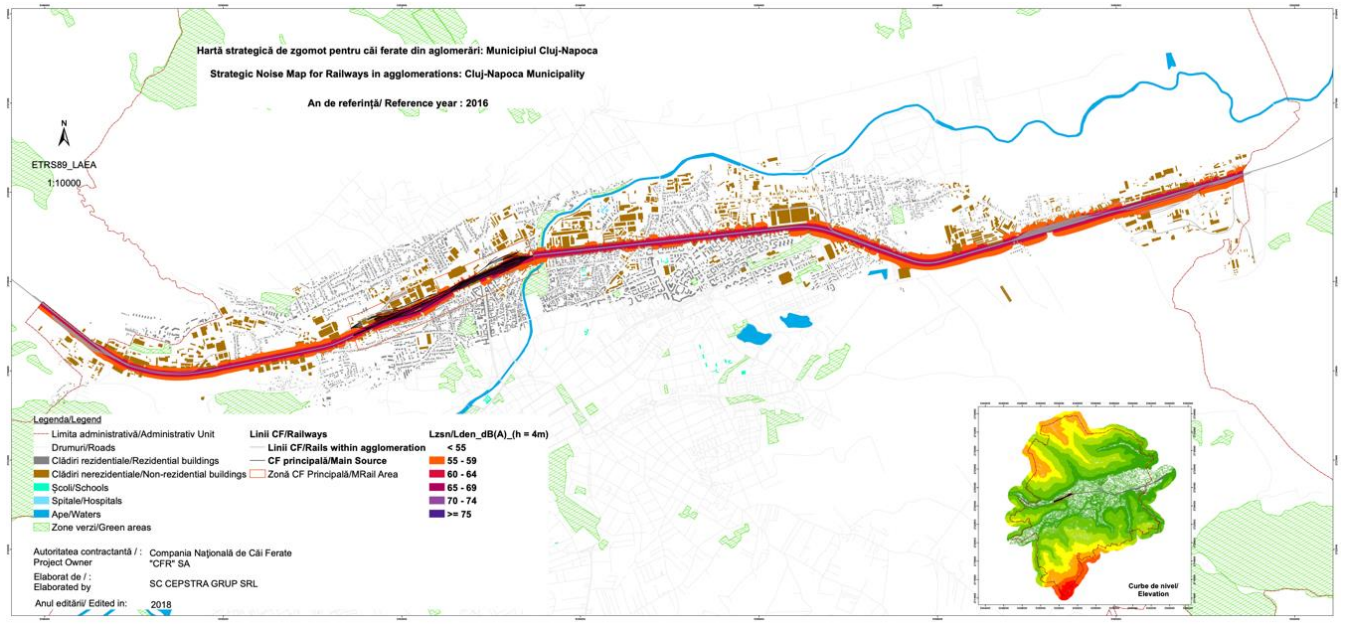 Hartă strategică de zgomot pentru căi ferate din aglomerări: Municipiul Cluj-Napoca
Strategic Noise Map for Railways in agglomerations: Cluj-Napoca Municipality
An de referință/ Reference year : 2016
N
ETRS89_LAEA
1:10000
Legenda/Legend
Limita administrativă/Administrativ Unit
Drumuri/Roads
Clădiri rezidentiale/Rezidential buildings
Clădiri nerezidentiale/Non-rezidential buildings
Școli/Schools
Spitale/Hospitals
Ape/Waters
Zone verzi/Green areas
Linii CF/Railways
Linii CF/Rails within agglomeration
CF principală/Main Source
Zonă CF Principală/MRail Area
Lzsn/Lden_dB(A)_(h = 4m)
< 55
55 - 59
60 - 64
65 - 69
70 - 74
>= 75
Autoritatea contractantă / : Compania Națională de Căi Ferate
Project Owner "CFR" SA
Elaborat de / :
Elaborated by SC CEPSTRA GRUP SRL
Anul editării/ Edited in: 2018
Curbe de nivel/
Elevation